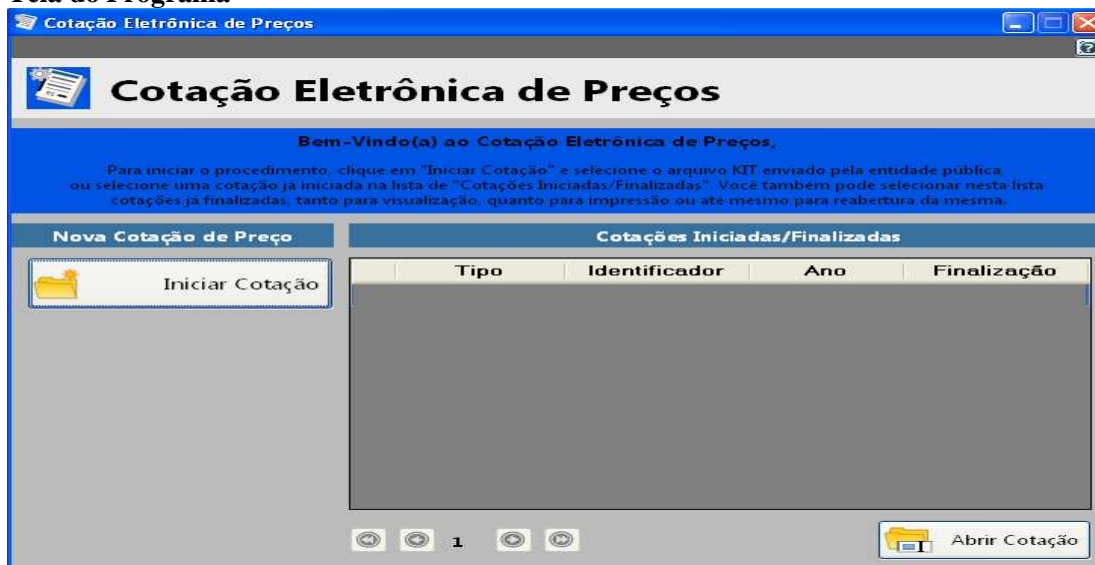 Tela do Programa
Cotação Eletrônica de Preços
Cotação Eletrônica de Preços
Bem-Vindo(a) ao Cotação Eletrônica de Preços,
Para iniciar o procedimento, clique em "Iniciar Cotação" e selecione o arquivo KIT enviado pela entidade pública,
ou selecione uma cotação já iniciada na lista de "Cotações Iniciadas/Finalizadas". Você também pode selecionar nesta lista
cotações já finalizadas, tanto para visualização, quanto para impressão ou até mesmo para reabertura da mesma.
Nova Cotação de Preço
Cotações Iniciadas/Finalizadas
Iniciar Cotação
Tipo Identificador Ano Finalização
1
Abrir Cotação